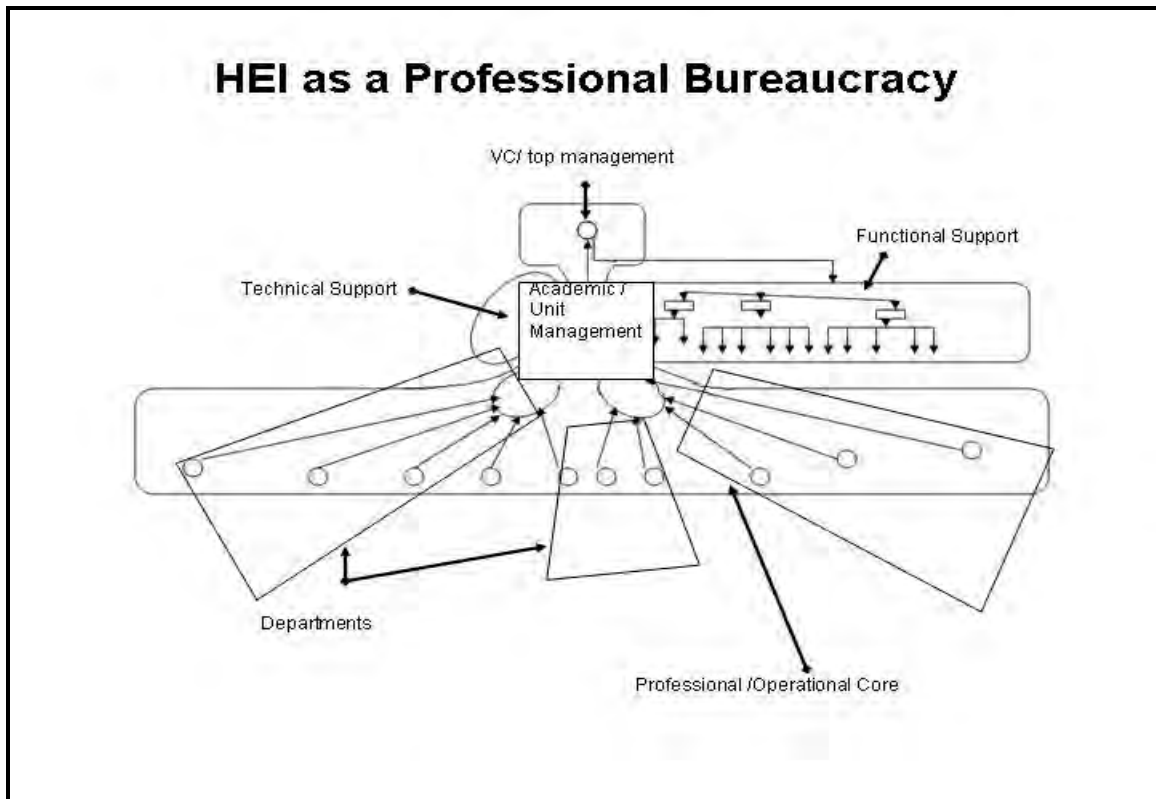 HEI as a Professional Bureaucracy
VC/ top management
Functional Support
Technical Support
Academic /
Unit
Management
Departments
Professional /Operational Core